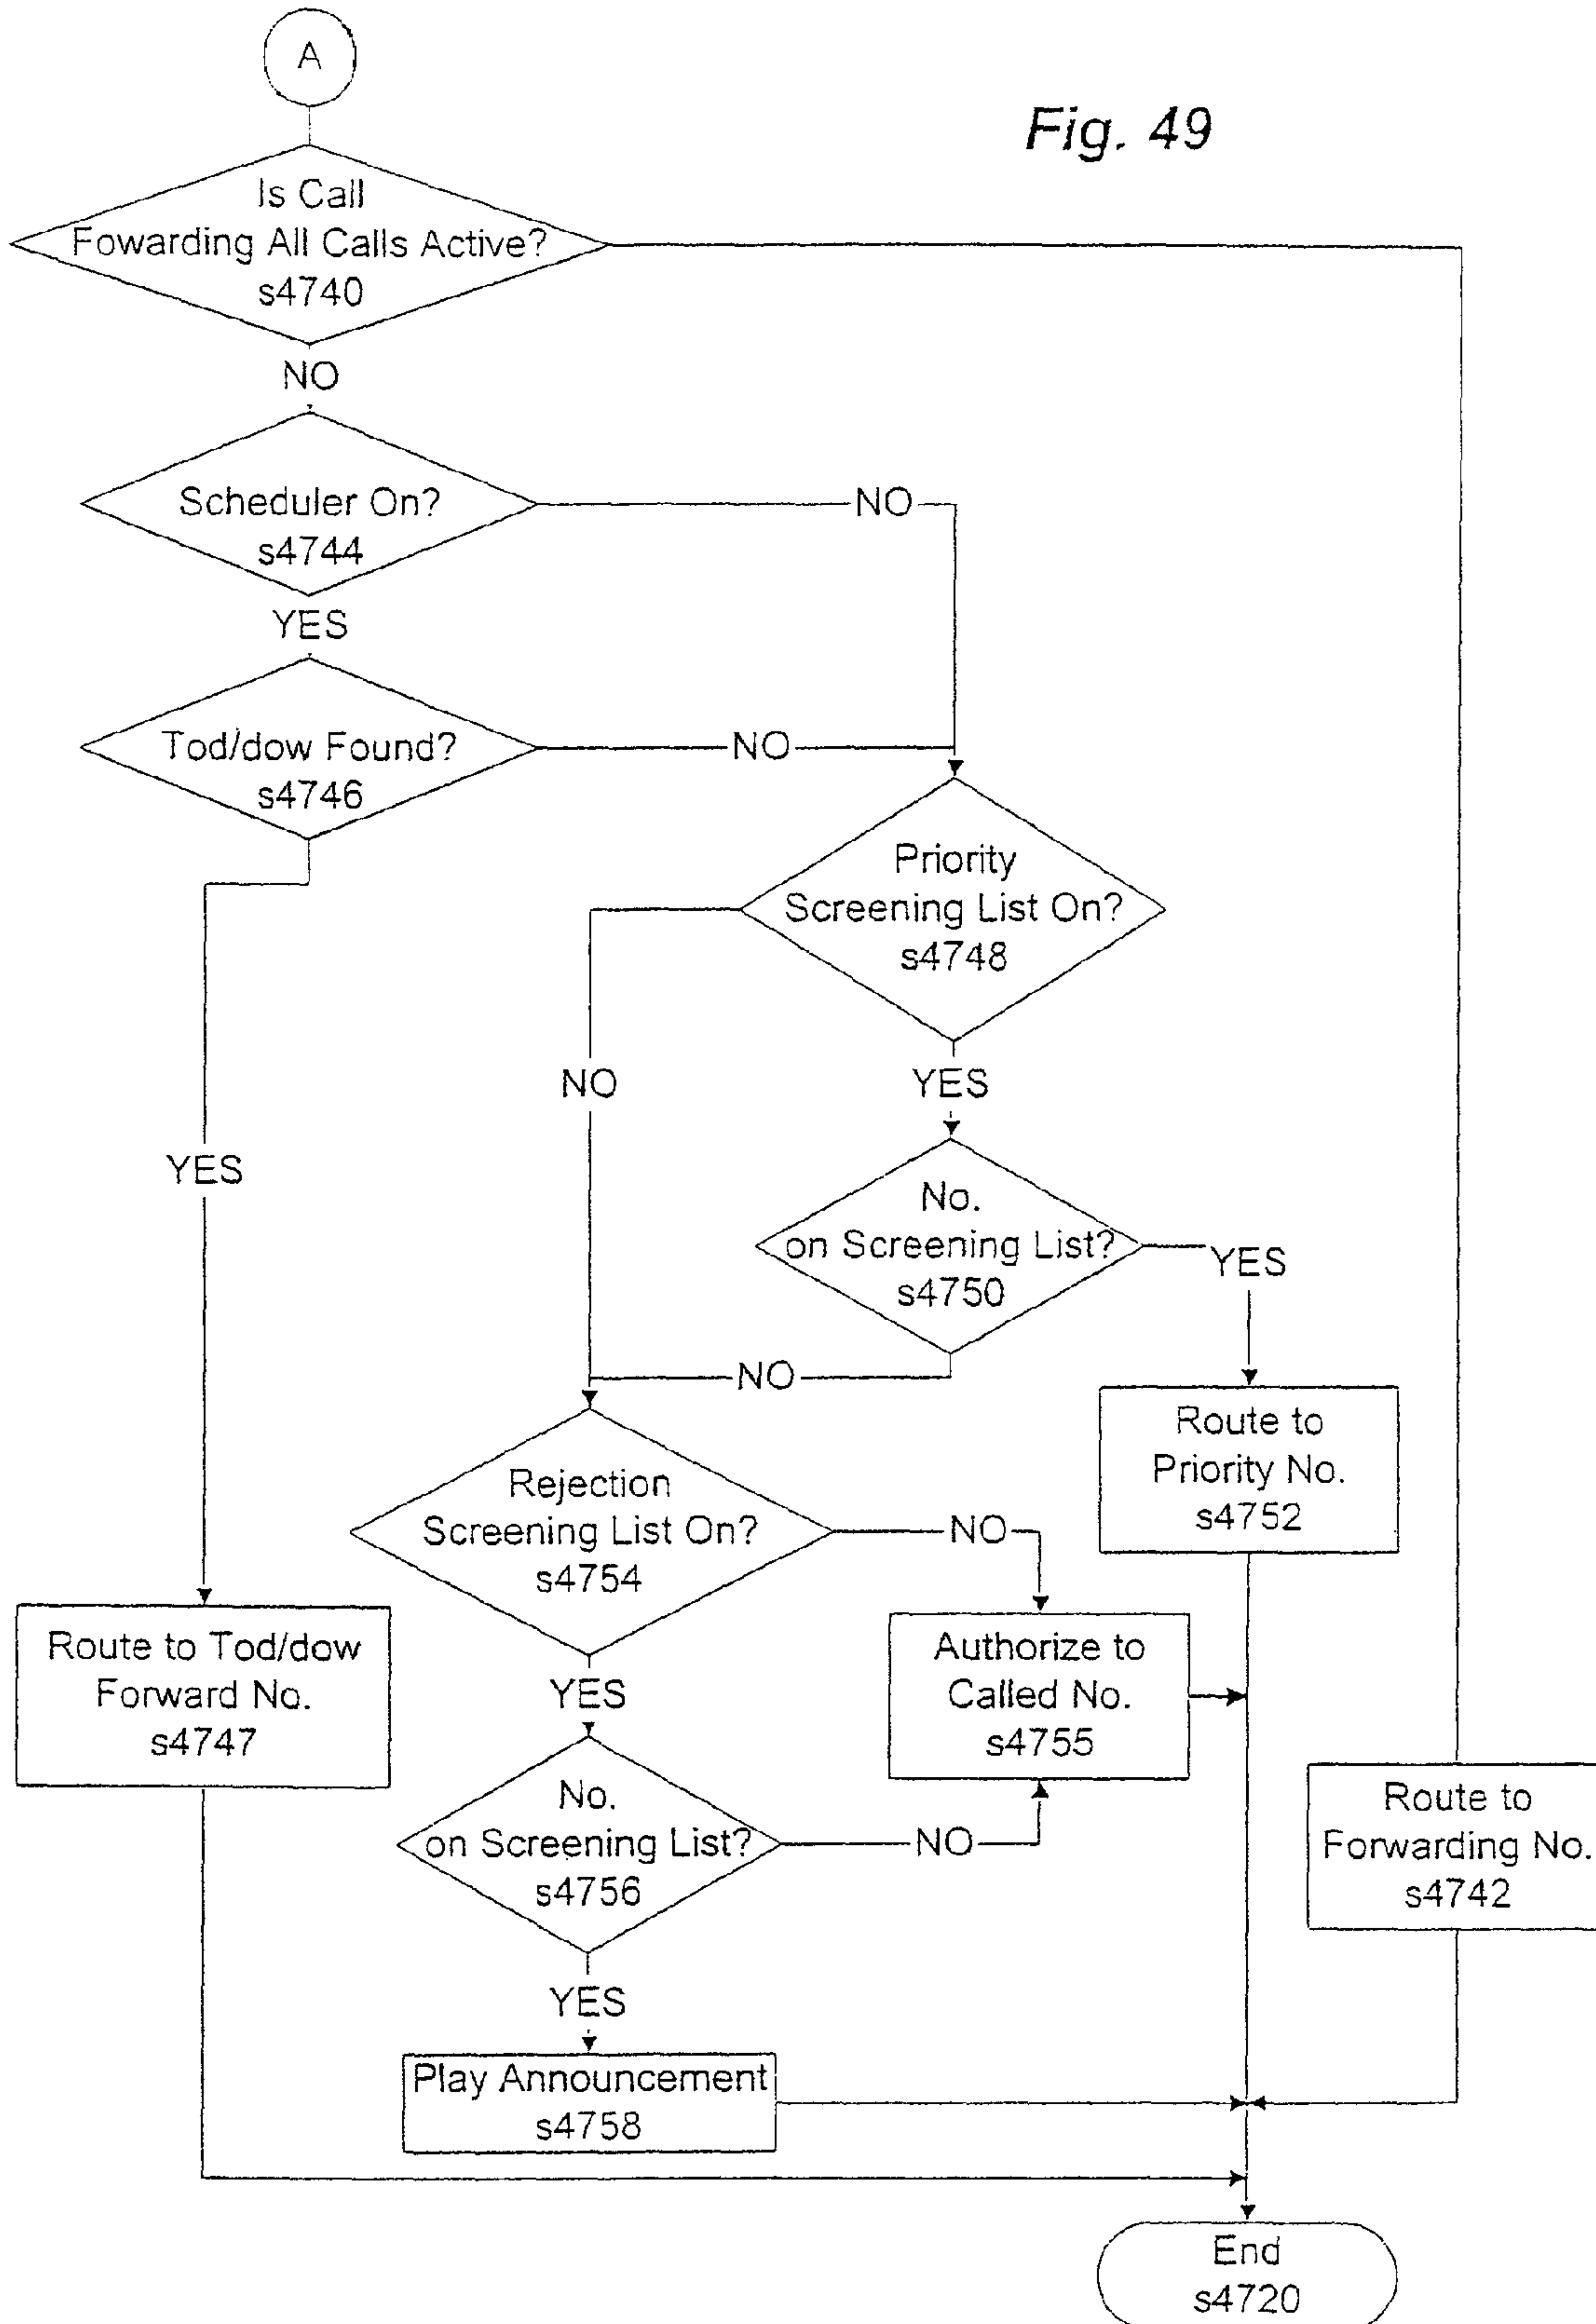 A
Fig. 49
Is Call
Fowarding All Calls Active?
s4740
NO
Scheduler On?
s4744
NO
YES
Tod/dow Found?
s4746
NO
Priority
Screening List On?
s4748
NO
YES
YES
No.
on Screening List?
s4750
YES
NO
Route to
Priority No.
s4752
Rejection
Screening List On?
s4754
NO
Route to Tod/dow
Forward No.
s4747
YES
Authorize to
Called No.
s4755
No.
on Screening List?
s4756
NO
Route to
Forwarding No.
s4742
YES
Play Announcement
s4758
End
s4720